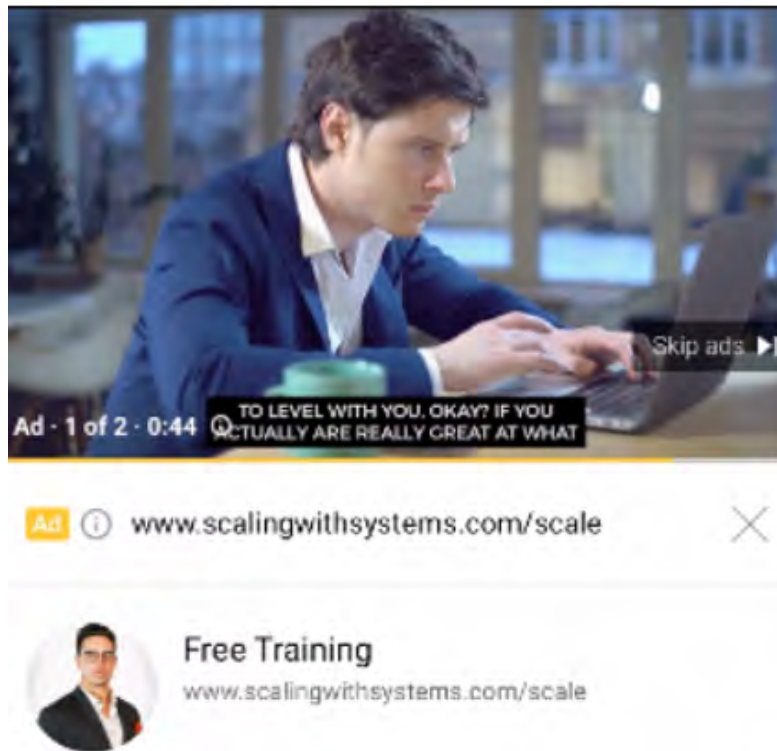 Skip ads
TO LEVEL WITH YOU, OKAY? IF YOU
Ad · 1 of 2 · 0:44
ACTUALLY ARE REALLY GREAT AT WHAT
Ad
www.scalingwithsystems.com/scale
Free Training
www.scalingwithsystems.com/scale